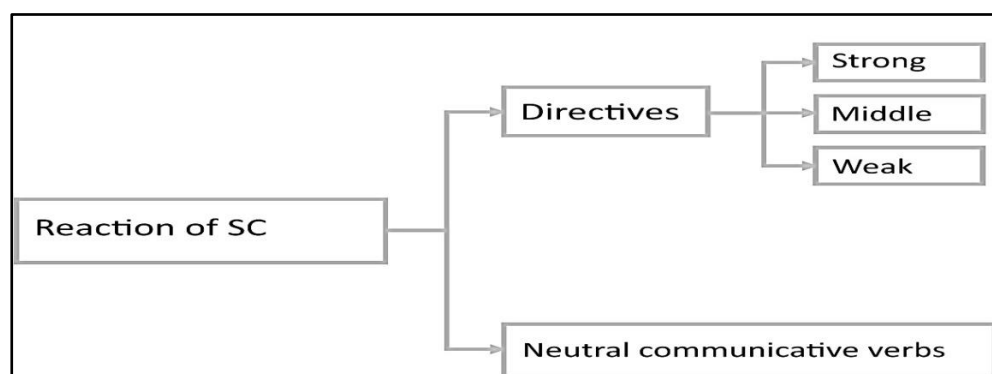 Strong
Directives
Middle
Weak
Reaction of SC
Neutral communicative verbs